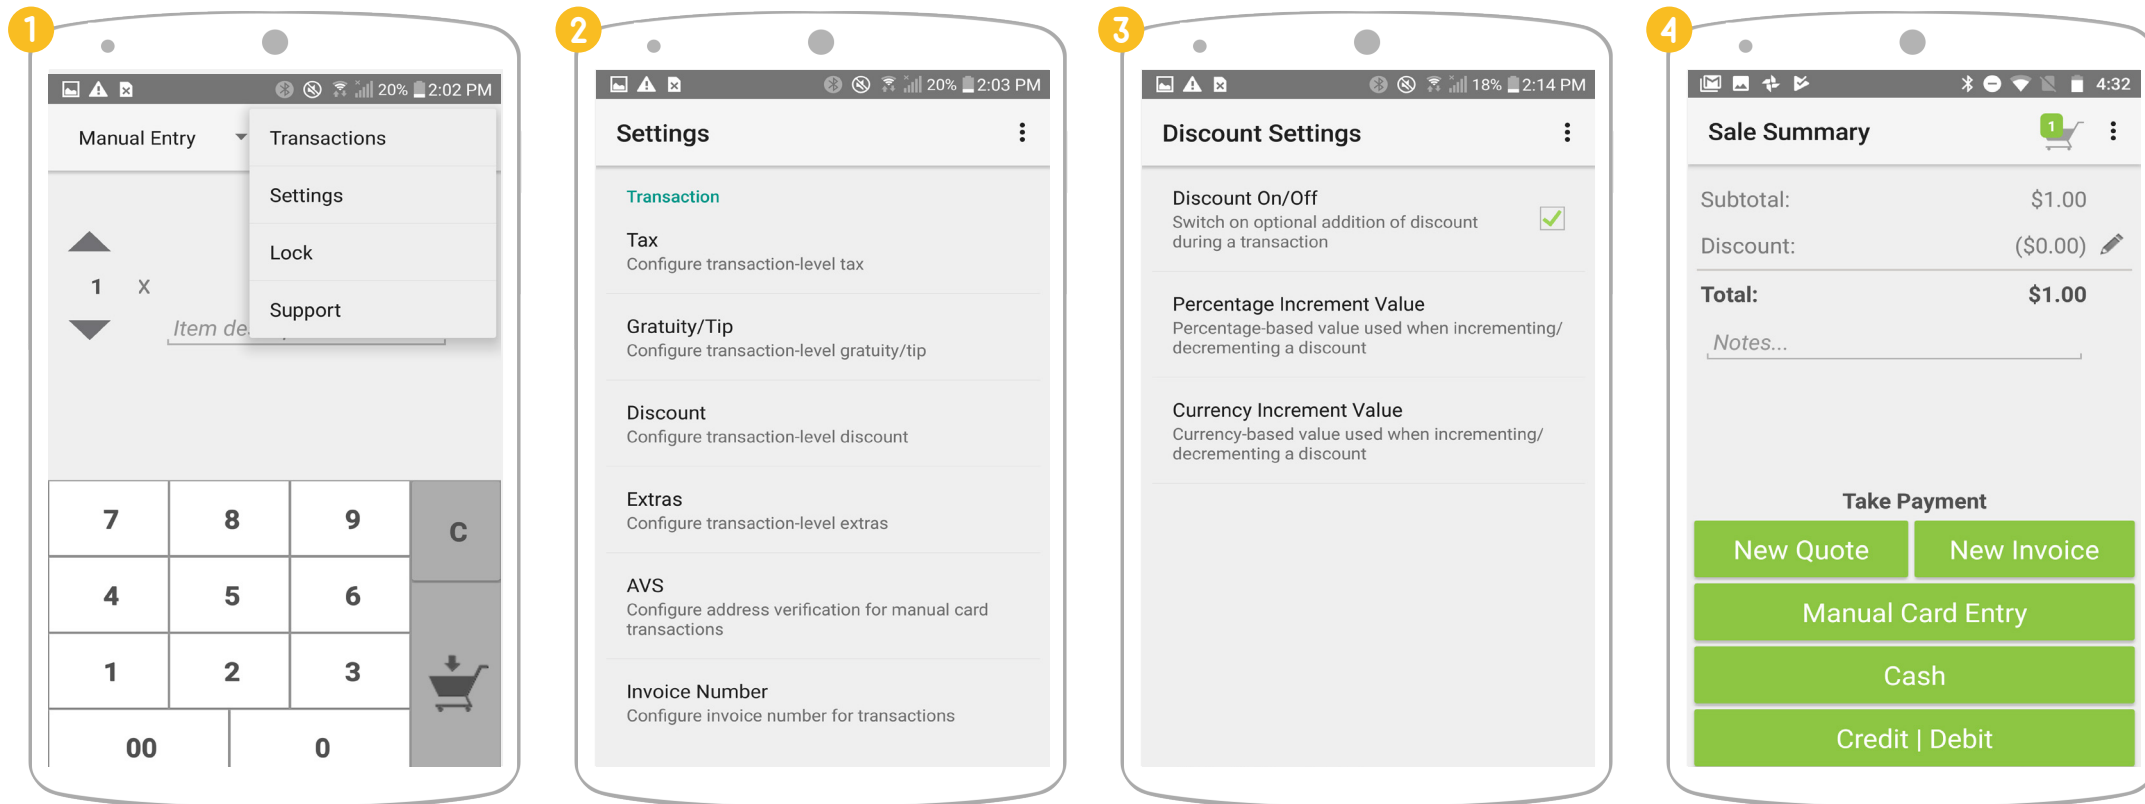 1
20% 2:02 PM
Manual Entry
Transactions
Settings
Lock
Support
1 X
Item de
7 8 9 C
4 5 6
1 2 3
00 0
2
20% 2:03 PM
Settings
Transaction
Tax
Configure transaction-level tax
Gratuity/Tip
Configure transaction-level gratuity/tip
Discount
Configure transaction-level discount
Extras
Configure transaction-level extras
AVS
Configure address verification for manual card
transactions
Invoice Number
Configure invoice number for transactions
3
18% 2:14 PM
Discount Settings
Discount On/Off
Switch on optional addition of discount
during a transaction
Percentage Increment Value
Percentage-based value used when incrementing/
decrementing a discount
Currency Increment Value
Currency-based value used when incrementing/
decrementing a discount
4
4:32
Sale Summary
1
Subtotal: $1.00
Discount: ($0.00)
Total: $1.00
Notes...
Take Payment
New Quote New Invoice
Manual Card Entry
Cash
Credit | Debit